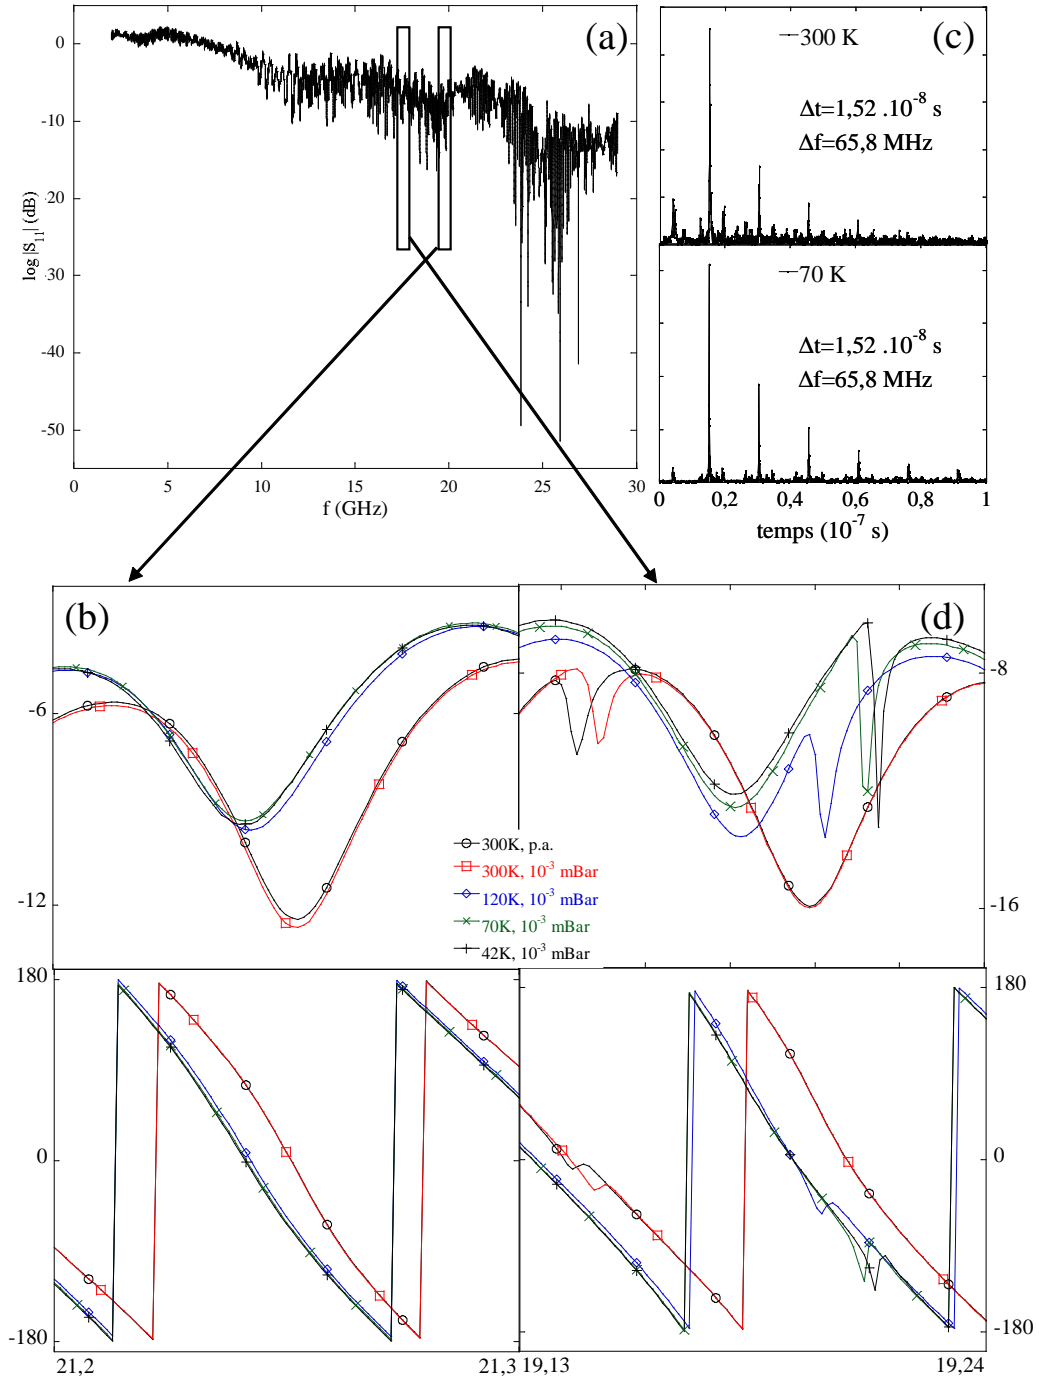 (a)
0
-10
-20
-30
-40
-50
log |S11| (dB)
0
5
10
15
20
25
30
f (GHz)
(c)
300 K
Δt=1,52 .10-8 s
Δf=65,8 MHz
70 K
Δt=1,52 .10-8 s
Δf=65,8 MHz
0
0,2
0,4
0,6
0,8
1
temps (10-7 s)
(b)
-6
-12
(d)
-8
-16
300K, p.a.
300K, 10-3 mBar
120K, 10-3 mBar
70K, 10-3 mBar
42K, 10-3 mBar
180
0
-180
180
0
-180
21,2
21,3
19,13
19,24